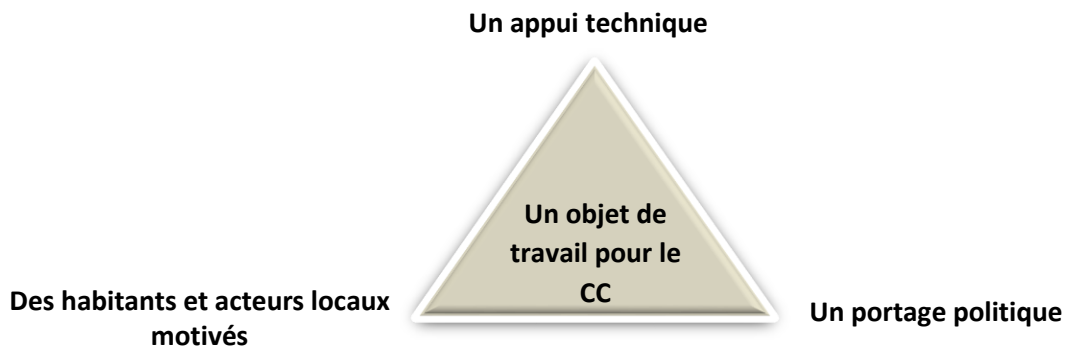 Un appui technique
Un objet de
travail pour le
CC
Des habitants et acteurs locaux
motivés
Un portage politique